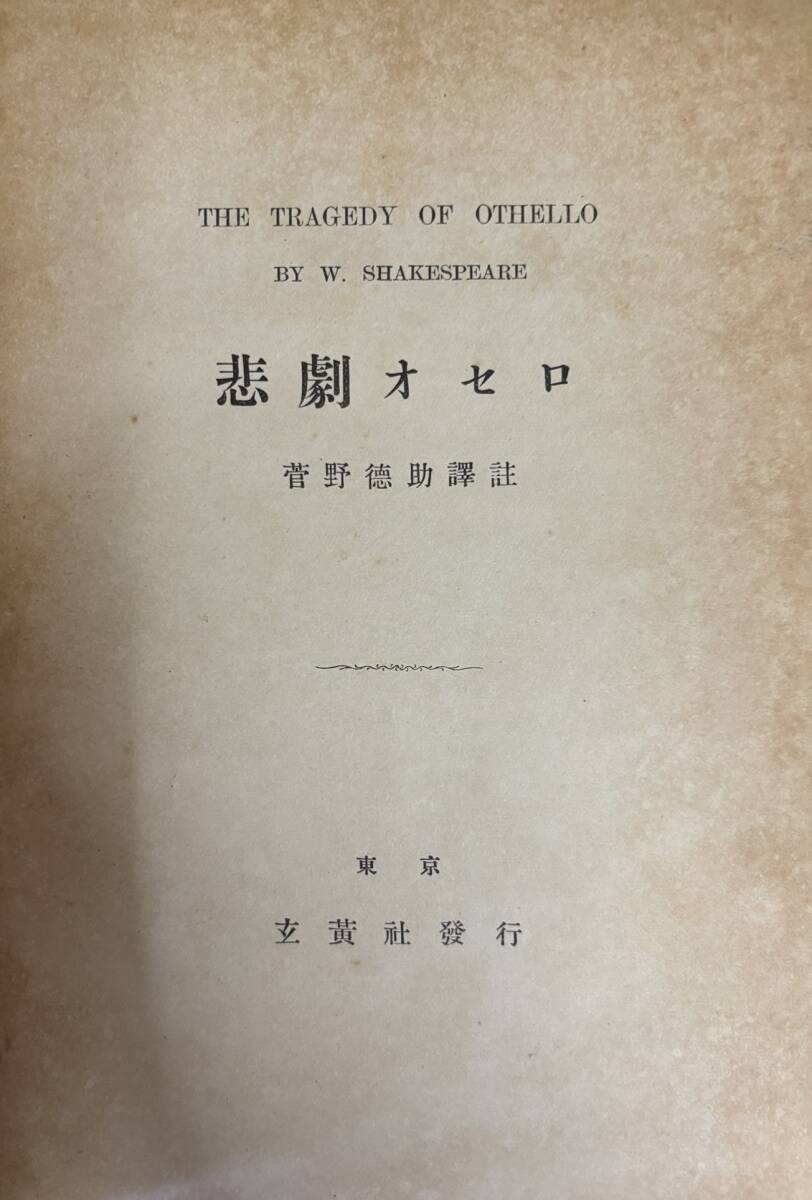 THE TRAGEDY OF OTHELLO
BY W. SHAKESPEARE
悲劇オセロ
菅野德助譯註
東京
玄黃社發行